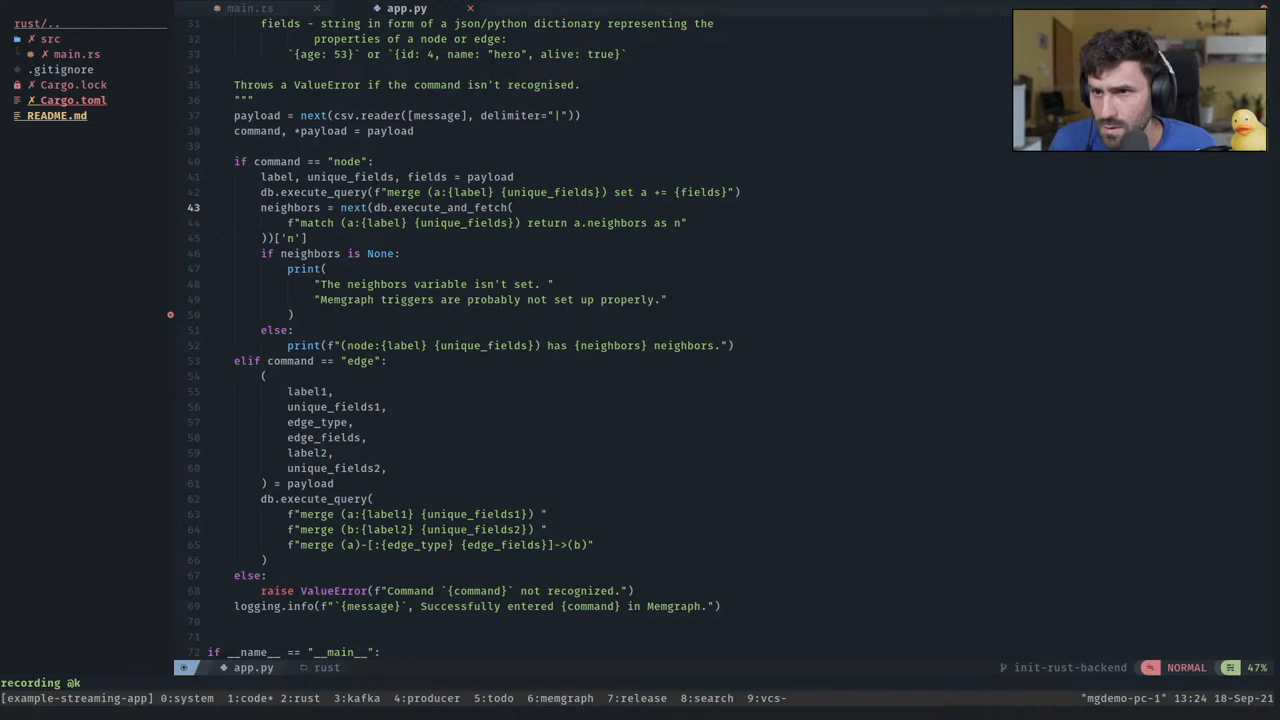 main.rs ✗ app.py ✗
rust/..
src
✗ main.rs
.gitignore
✗ Cargo.lock
✗ Cargo.toml
README.md
31 fields - string in form of a json/python dictionary representing the
32 properties of a node or edge:
33 `{age: 53}` or `{id: 4, name: "hero", alive: true}`
34
35 Throws a ValueError if the command isn't recognised.
36 """
37 payload = next(csv.reader([message], delimiter="|"))
38 command, *payload = payload
39
40 if command == "node":
41 label, unique_fields, fields = payload
42 db.execute_query(f"merge (a:{label} {unique_fields}) set a += {fields}")
43 neighbors = next(db.execute_and_fetch(
44 f"match (a:{label} {unique_fields}) return a.neighbors as n"
45 ))['n']
46 if neighbors is None:
47 print(
48 "The neighbors variable isn't set. "
49 "Memgraph triggers are probably not set up properly."
50 )
51 else:
52 print(f"(node:{label} {unique_fields}) has {neighbors} neighbors.")
53 elif command == "edge":
54 (
55 label1,
56 unique_fields1,
57 edge_type,
58 edge_fields,
59 label2,
60 unique_fields2,
61 ) = payload
62 db.execute_query(
63 f"merge (a:{label1} {unique_fields1}) "
64 f"merge (b:{label2} {unique_fields2}) "
65 f"merge (a)-[:{edge_type} {edge_fields}]->(b)"
66 )
67 else:
68 raise ValueError(f"Command `{command}` not recognized.")
69 logging.info(f"`{message}`, Successfully entered {command} in Memgraph.")
70
71
72 if __name__ == "__main__":
app.py rust init-rust-backend NORMAL 47%
recording @k
[example-streaming-app] 0:system 1:code* 2:rust 3:kafka 4:producer 5:todo 6:memgraph 7:release 8:search 9:vcs- "mgdemo-pc-1" 13:24 18-Sep-21